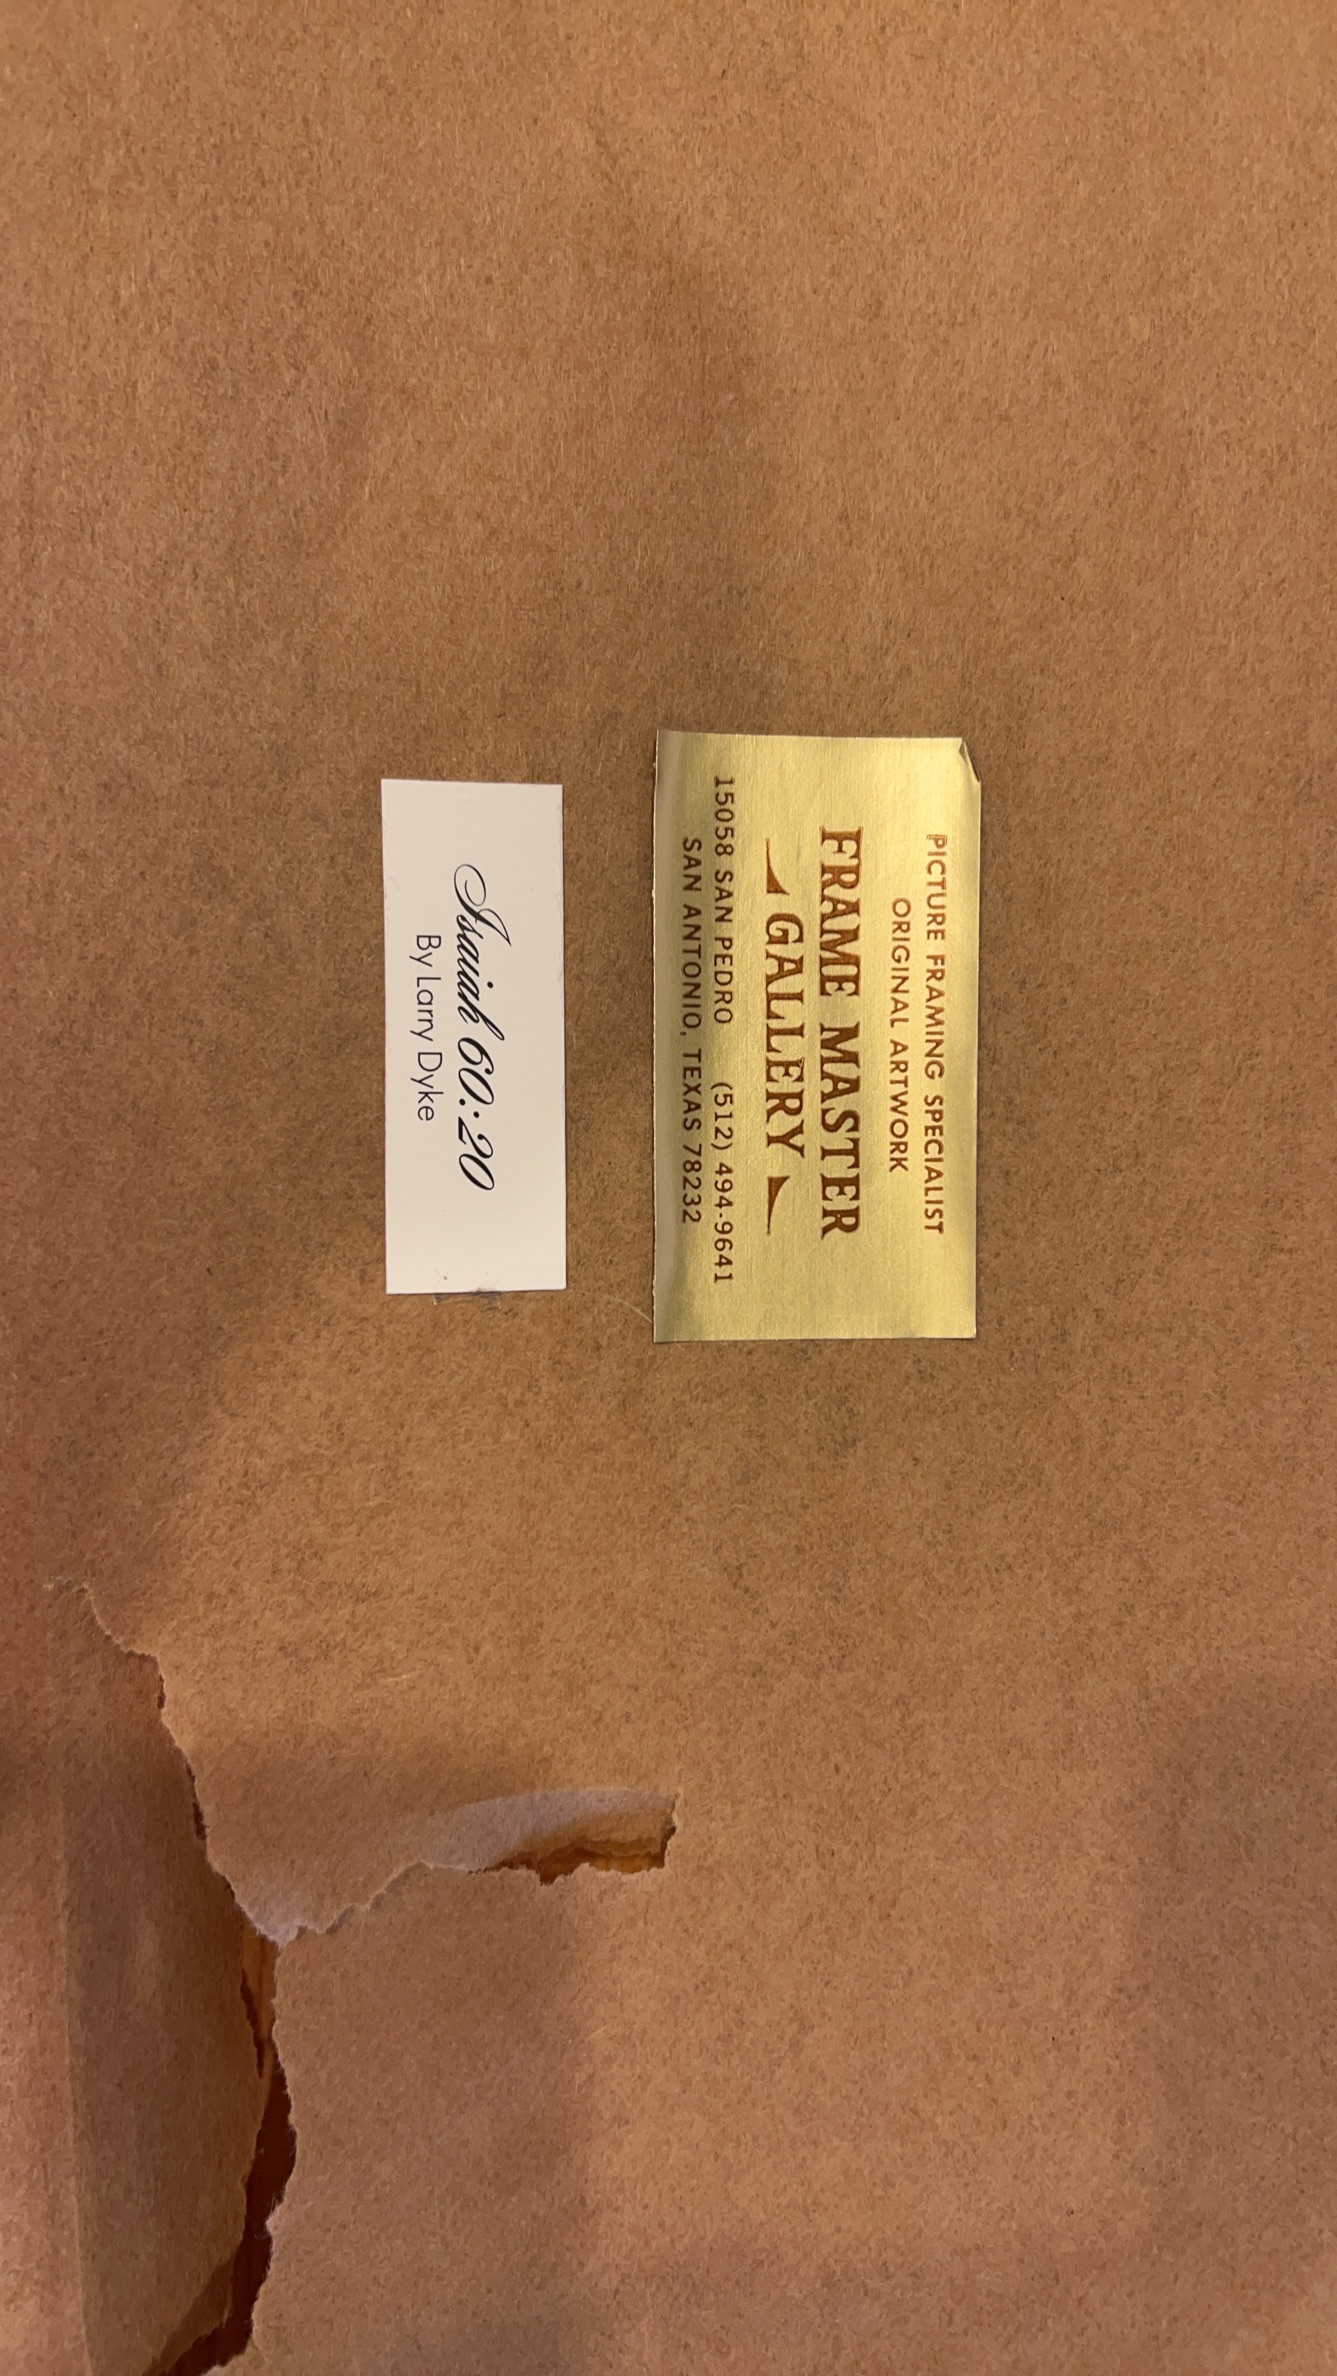 PICTURE FRAMING SPECIALIST
ORIGINAL ARTWORK
FRAME MASTER
GALLERY
15058 SAN PEDRO (512) 494-9641
SAN ANTONIO, TEXAS 78232
Isaiah 60:20
By Larry Dyke